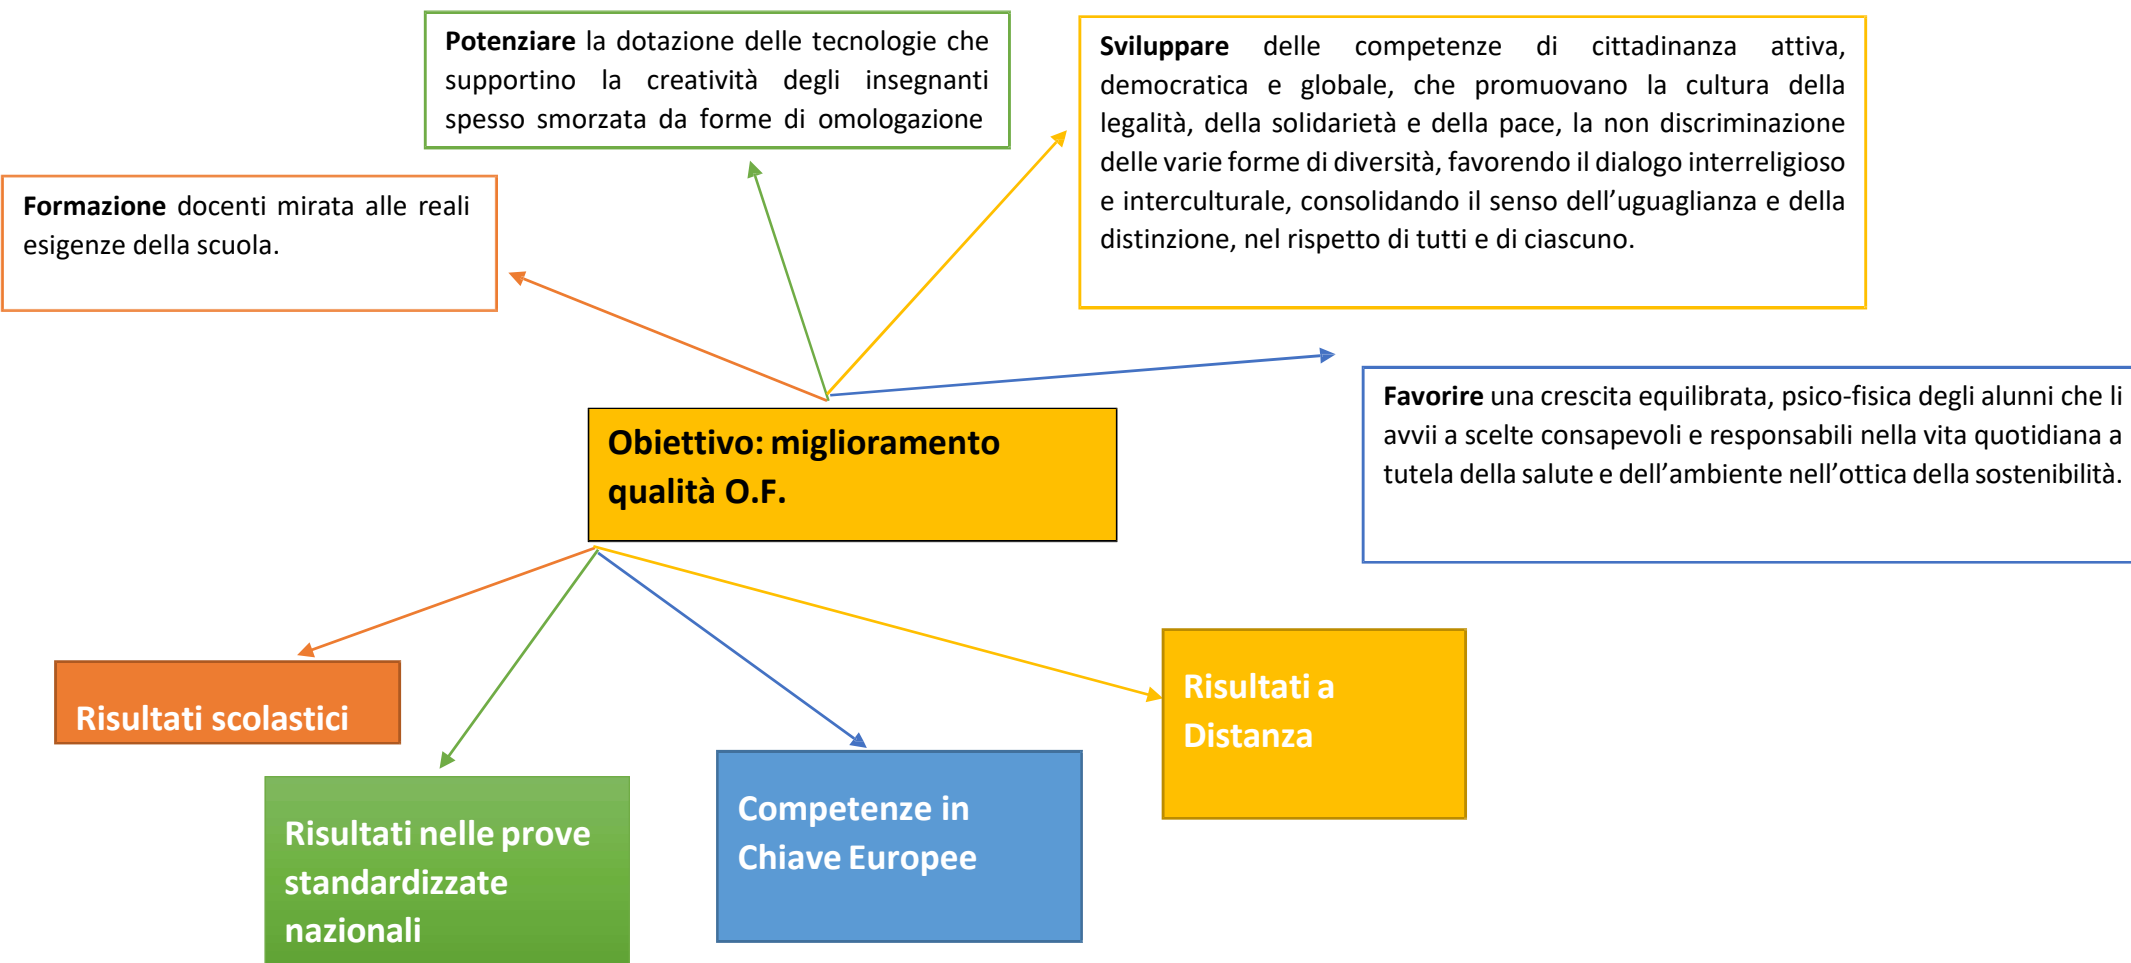 Potenziare la dotazione delle tecnologie che
supportino la creatività degli insegnanti
spesso smorzata da forme di omologazione
Sviluppare delle competenze di cittadinanza attiva,
democratica e globale, che promuovano la cultura della
legalità, della solidarietà e della pace, la non discriminazione
delle varie forme di diversità, favorendo il dialogo interreligioso
e interculturale, consolidando il senso dell’uguaglianza e della
distinzione, nel rispetto di tutti e di ciascuno.
Formazione docenti mirata alle reali
esigenze della scuola.
Favorire una crescita equilibrata, psico-fisica degli alunni che li
avvii a scelte consapevoli e responsabili nella vita quotidiana a
tutela della salute e dell’ambiente nell’ottica della sostenibilità.
Obiettivo: miglioramento
qualità O.F.
Risultati scolastici
Risultati nelle prove
standardizzate
nazionali
Competenze in
Chiave Europee
Risultati a
Distanza